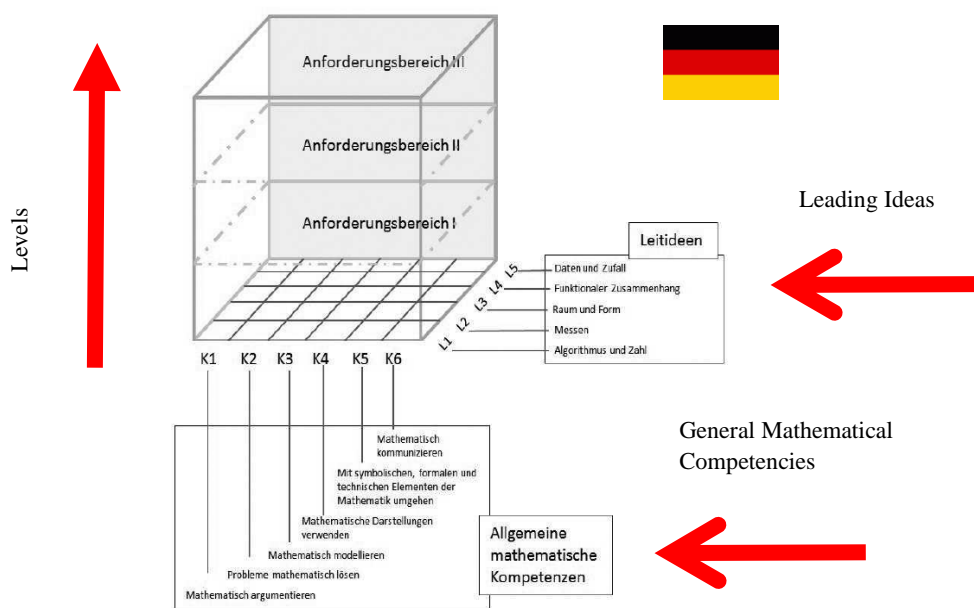 Anforderungsbereich III
Anforderungsbereich II
Anforderungsbereich I
Levels
Leading Ideas
Leitideen
L5 Daten und Zufall
L4 Funktionaler Zusammenhang
L3 Raum und Form
L2 Messen
L1 Algorithmus und Zahl
K1 K2 K3 K4 K5 K6
General Mathematical
Competencies
Mathematisch
kommunizieren
Mit symbolischen, formalen und
technischen Elementen der
Mathematik umgehen
Mathematische Darstellungen
verwenden
Mathematisch modellieren
Probleme mathematisch lösen
Mathematisch argumentieren
Allgemeine
mathematische
Kompetenzen